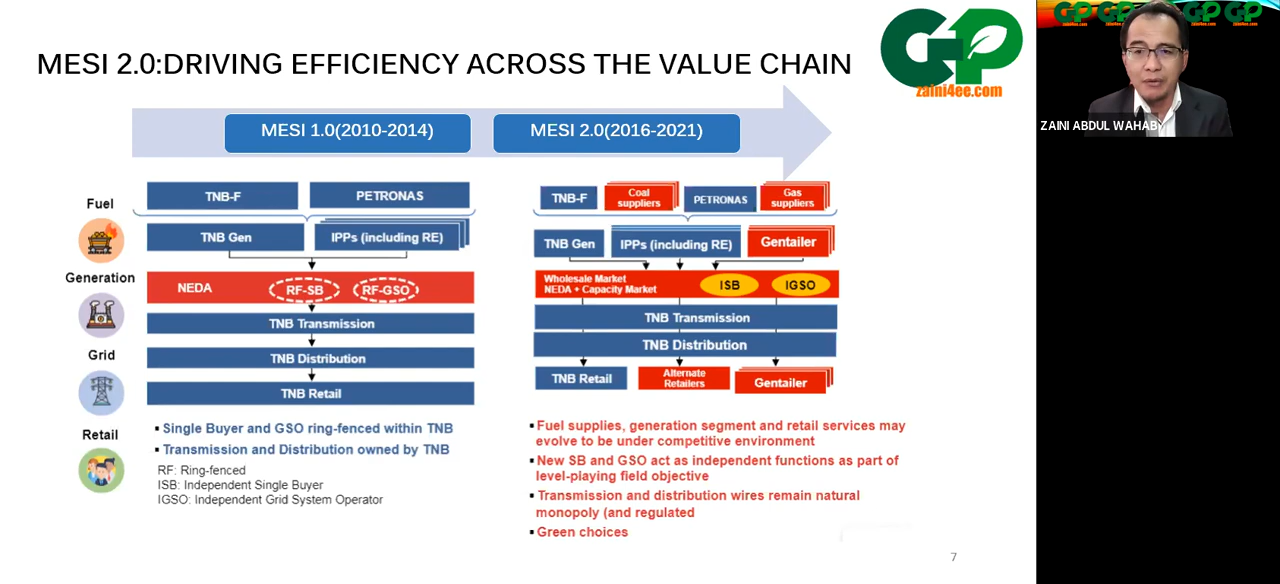 MESI 2.0:DRIVING EFFICIENCY ACROSS THE VALUE CHAIN
GP
zaini4ee.com
ZAINI ABDUL WAHAB
MESI 1.0(2010-2014)
MESI 2.0(2016-2021)
Fuel
Generation
Grid
Retail
TNB-F
PETRONAS
TNB Gen
IPPs (including RE)
NEDA
RF-SB
RF-GSO
TNB Transmission
TNB Distribution
TNB Retail
▪ Single Buyer and GSO ring-fenced within TNB
▪ Transmission and Distribution owned by TNB
RF: Ring-fenced
ISB: Independent Single Buyer
IGSO: Independent Grid System Operator
TNB-F
Coal
suppliers
PETRONAS
Gas
suppliers
TNB Gen
IPPs (including RE)
Gentailer
Wholesale Market
NEDA + Capacity Market
ISB
IGSO
TNB Transmission
TNB Distribution
TNB Retail
Alternate
Retailers
Gentailer
▪ Fuel supplies, generation segment and retail services may
evolve to be under competitive environment
▪ New SB and GSO act as independent functions as part of
level-playing field objective
▪ Transmission and distribution wires remain natural
monopoly (and regulated
▪ Green choices
7